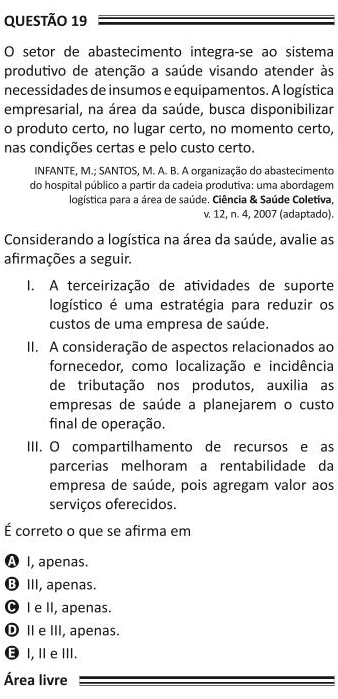 QUESTÃO 19
O setor de abastecimento integra-se ao sistema
produtivo de atenção a saúde visando atender às
necessidades de insumos e equipamentos. A logística
empresarial, na área da saúde, busca disponibilizar
o produto certo, no lugar certo, no momento certo,
nas condições certas e pelo custo certo.
INFANTE, M.; SANTOS, M. A. B. A organização do abastecimento
do hospital público a partir da cadeia produtiva: uma abordagem
logística para a área de saúde. Ciência & Saúde Coletiva,
v. 12, n. 4, 2007 (adaptado).
Considerando a logística na área da saúde, avalie as
afirmações a seguir.
I. A terceirização de atividades de suporte
logístico é uma estratégia para reduzir os
custos de uma empresa de saúde.
II. A consideração de aspectos relacionados ao
fornecedor, como localização e incidência
de tributação nos produtos, auxilia as
empresas de saúde a planejarem o custo
final de operação.
III. O compartilhamento de recursos e as
parcerias melhoram a rentabilidade da
empresa de saúde, pois agregam valor aos
serviços oferecidos.
É correto o que se afirma em
A I, apenas.
B III, apenas.
C I e II, apenas.
D II e III, apenas.
E I, II e III.
Área livre